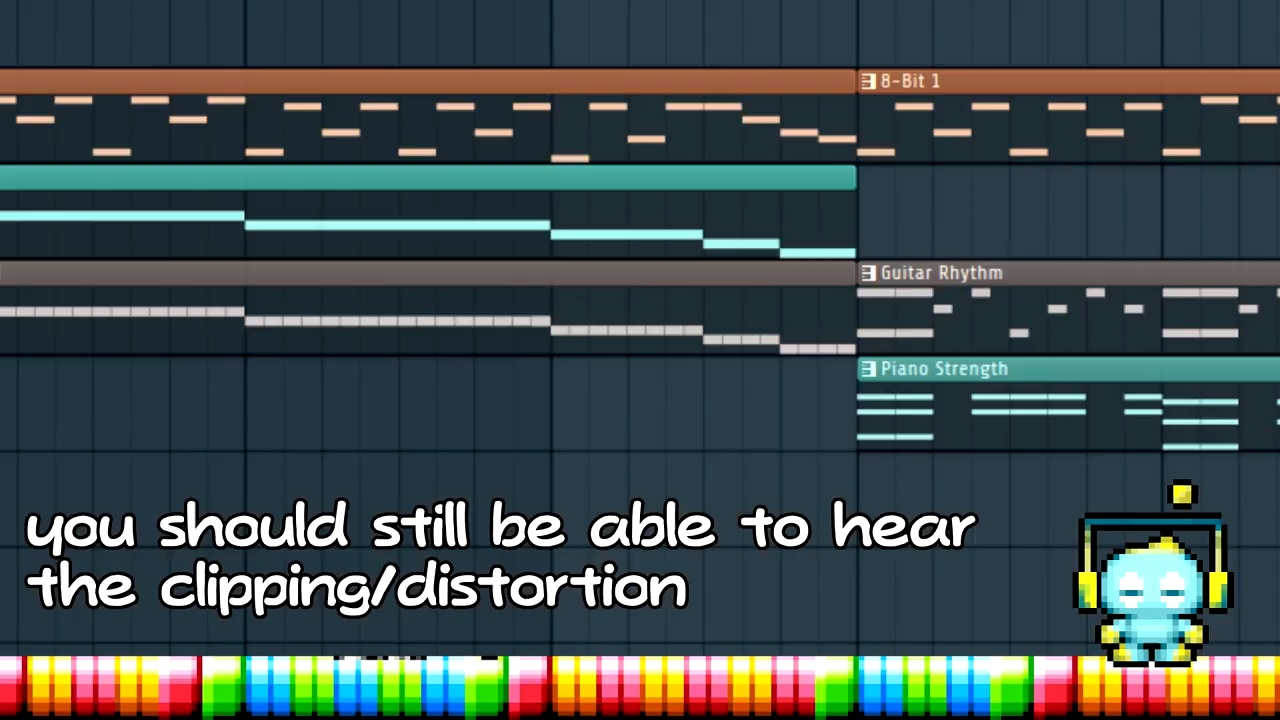 8-Bit 1
Guitar Rhythm
Piano Strength
you should still be able to hear
the clipping/distortion